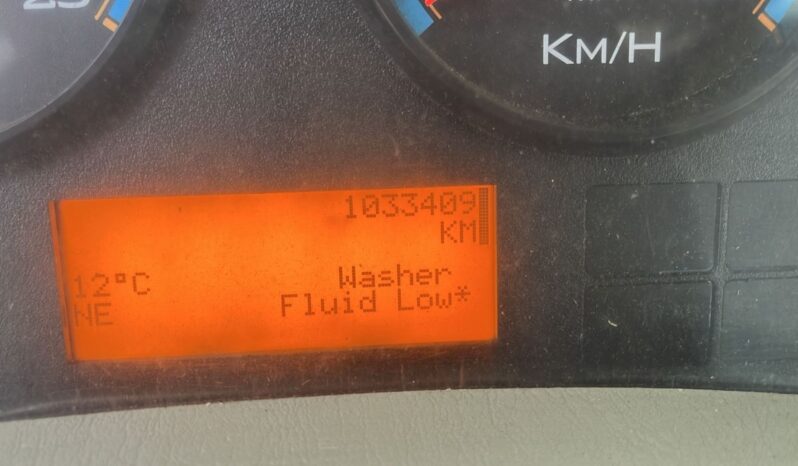 Km/H
1033409
KM
12°C
Washer
NE
Fluid Low*